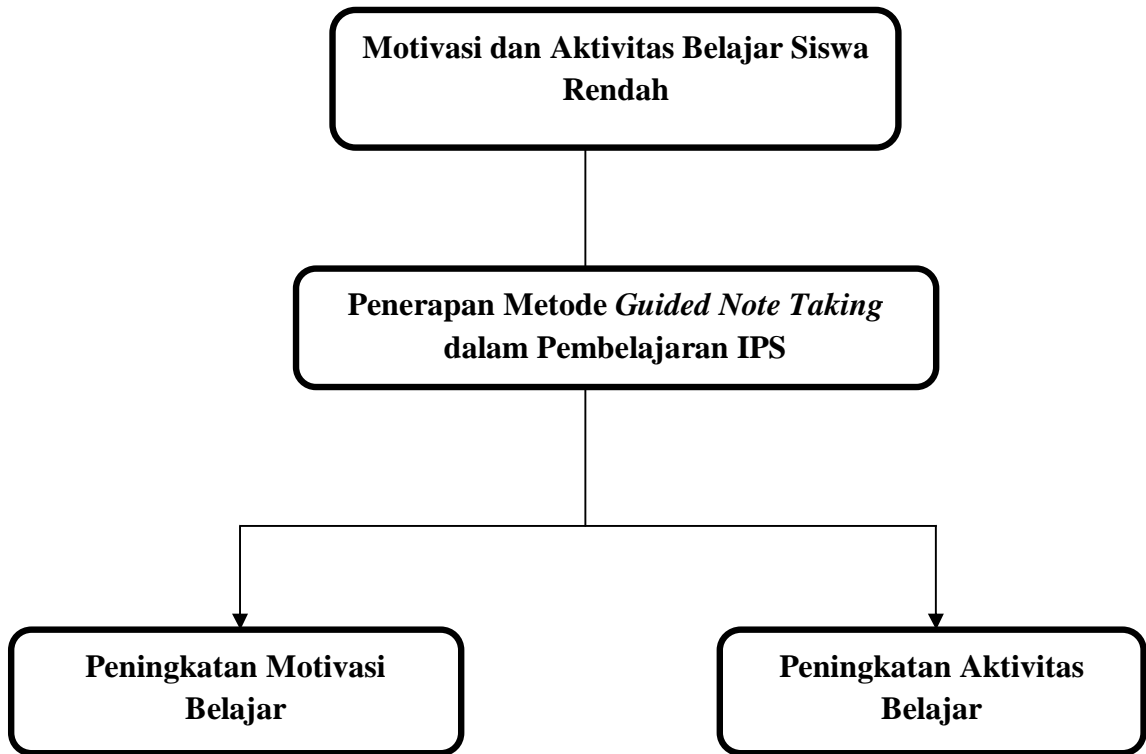 Motivasi dan Aktivitas Belajar Siswa
Rendah
Penerapan Metode Guided Note Taking
dalam Pembelajaran IPS
Peningkatan Motivasi
Belajar
Peningkatan Aktivitas
Belajar